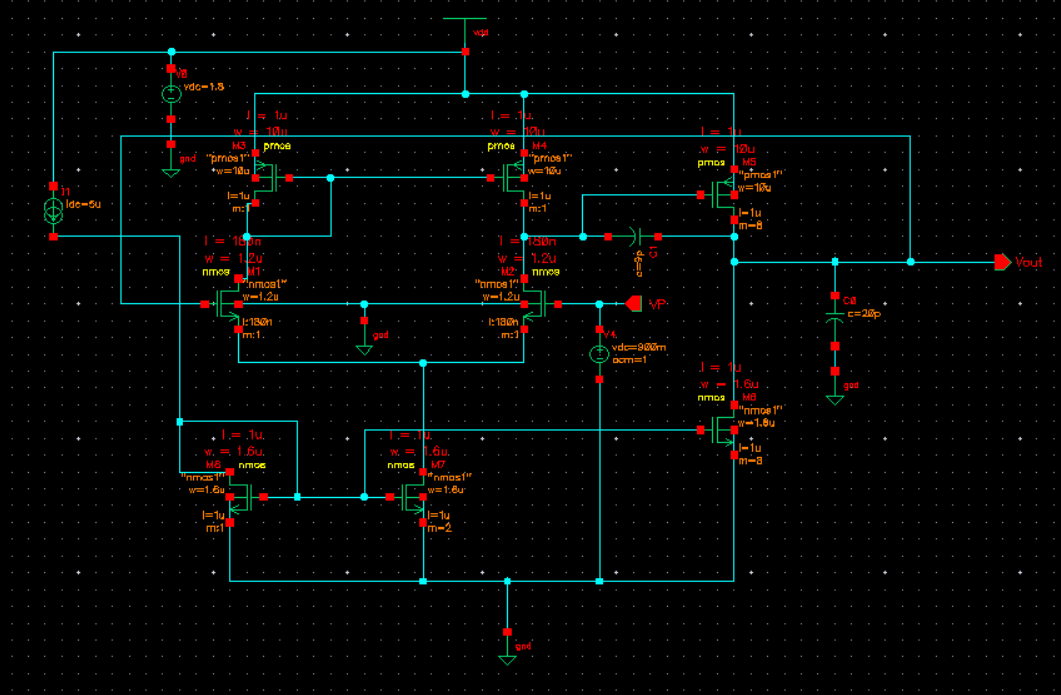 vdd
V0
vdc=1.8
gnd
I1
idc=5u
l = 1u
w = 10u
M3
pmos
"pmos1"
w=10u
l=1u
m:1
l = 1u
w = 10u
pmos
M4
"pmos1"
w=10u
l=1u
m:1
l = 1u
w = 10u
M5
pmos
"pmos1"
w=10u
l=1u
m=8
l = 180n
w = 1.2u
nmos
M1
"nmos1"
w=1.2u
l:180n
m:1
l = 180n
w = 1.2u
M2
nmos
"nmos1"
w=1.2u
l:180n
m:1
C1
Vout
C0
c=20p
gnd
gnd
VP
vdc=900m
acm=1
l = 1u
w = 1.6u
nmos
"nmos1"
w=1.6u
l=1u
m=8
l = 1u
w = 1.6u
nmos
"nmos1"
w=1.6u
l=1u
m:1
l = 1u
w = 1.6u
nmos
M7
"nmos1"
w=1.6u
l=1u
m=2
gnd